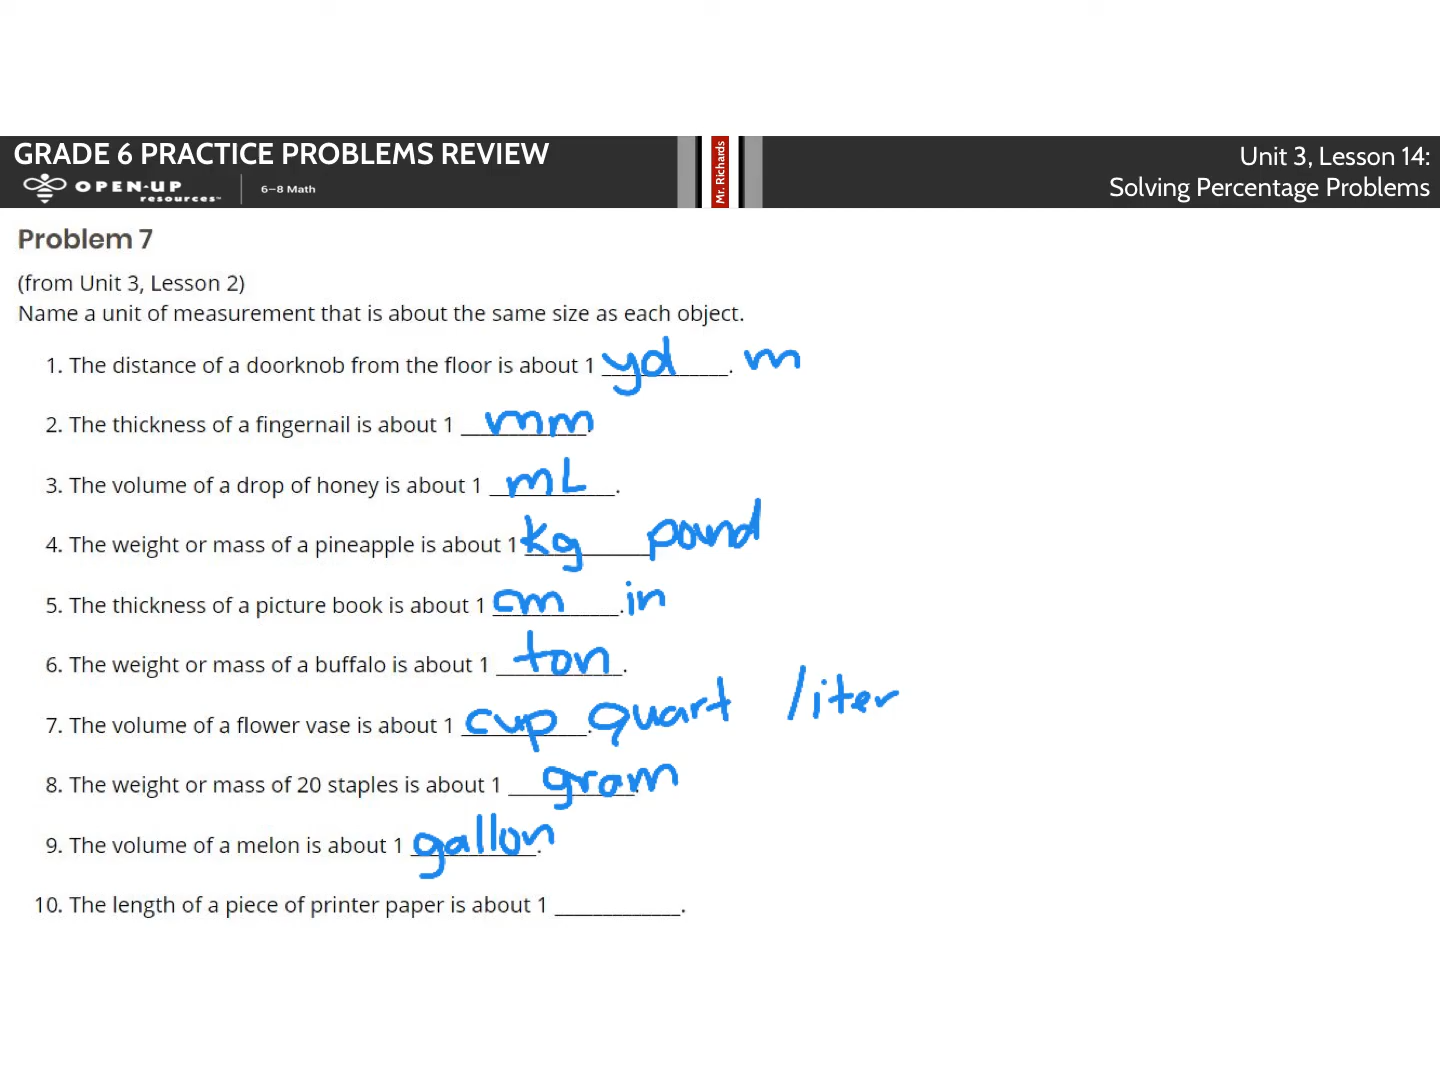 GRADE 6 PRACTICE PROBLEMS REVIEW
OPEN-UP resources™ 6–8 Math
Mr. Richards
Unit 3, Lesson 14:
Solving Percentage Problems
Problem 7
(from Unit 3, Lesson 2)
Name a unit of measurement that is about the same size as each object.
1. The distance of a doorknob from the floor is about 1 yd. m
2. The thickness of a fingernail is about 1 mm.
3. The volume of a drop of honey is about 1 mL.
4. The weight or mass of a pineapple is about 1 kg pound
5. The thickness of a picture book is about 1 cm. in
6. The weight or mass of a buffalo is about 1 ton.
7. The volume of a flower vase is about 1 cup. quart liter
8. The weight or mass of 20 staples is about 1 gram.
9. The volume of a melon is about 1 gallon.
10. The length of a piece of printer paper is about 1 ____________.